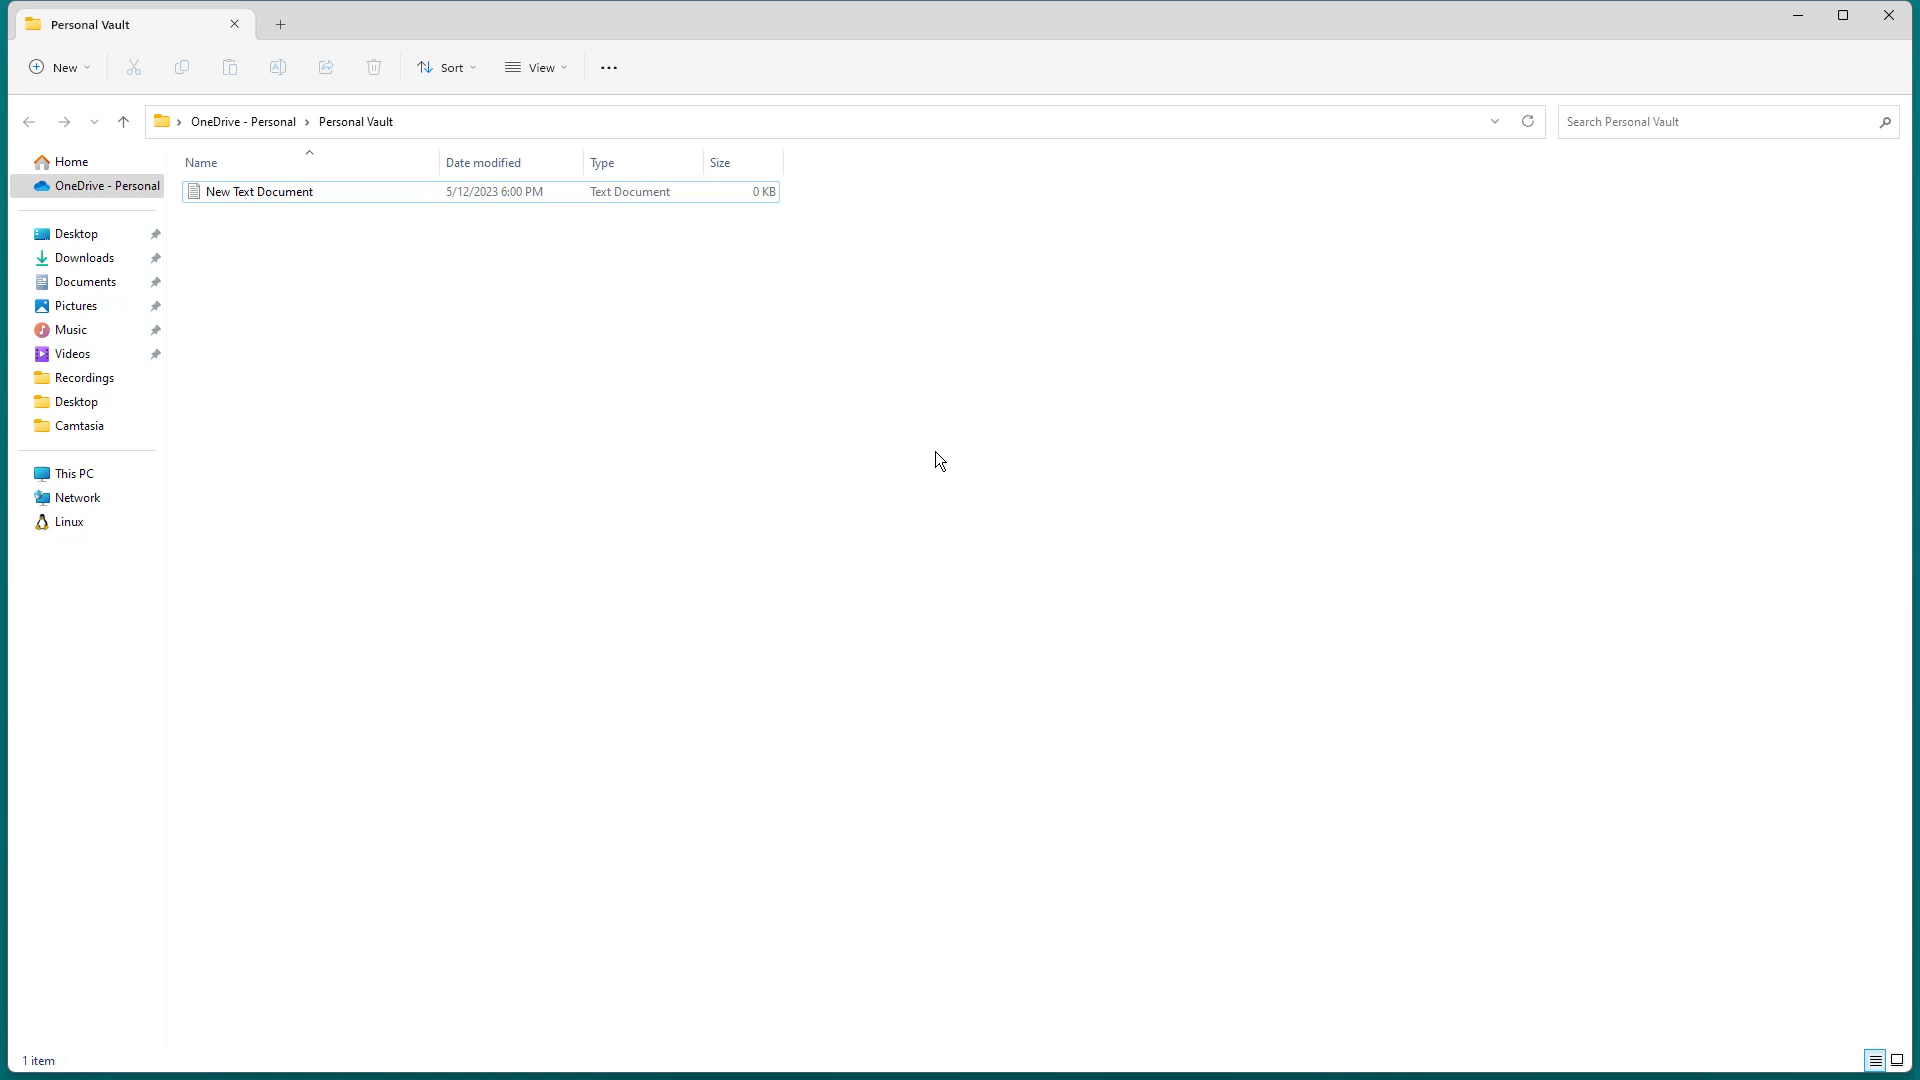 Personal Vault
New
Sort
View
OneDrive - Personal
Personal Vault
Search Personal Vault
Home
OneDrive - Personal
Desktop
Downloads
Documents
Pictures
Music
Videos
Recordings
Desktop
Camtasia
This PC
Network
Linux
Name Date modified Type Size
New Text Document 5/12/2023 6:00 PM Text Document 0 KB
1 item